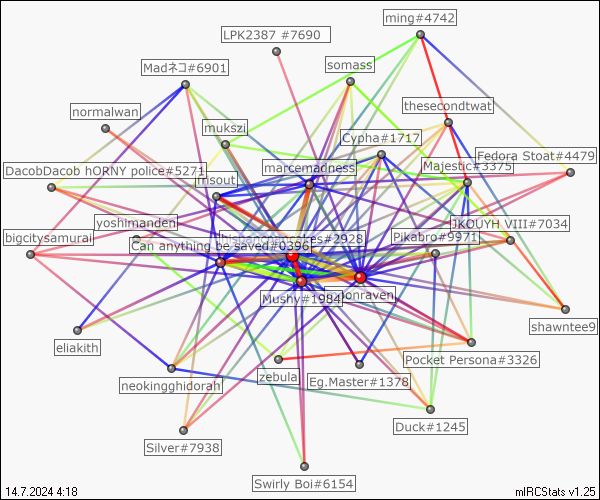 ming#4742
LPK2387 #7690
somass
Madネコ#6901
thesecondtwat
normalwan
mukszi
Cypha#1717
Fedora Stoat#4479
marcemadness
Majestic#3375
DacobDacob hORNY police#5271
misout
yoshimanden
JKOUYH VIII#7034
bigcitysamurai
Can anything be saved#0396
#2928
Pikabro#9971
Mushy#1984
onraven
shawntee9
eliakith
Pocket Persona#3326
zebula
Eg.Master#1378
neokingghidorah
Duck#1245
Silver#7938
Swirly Boi#6154
14.7.2024 4:18
mIRCStats v1.25